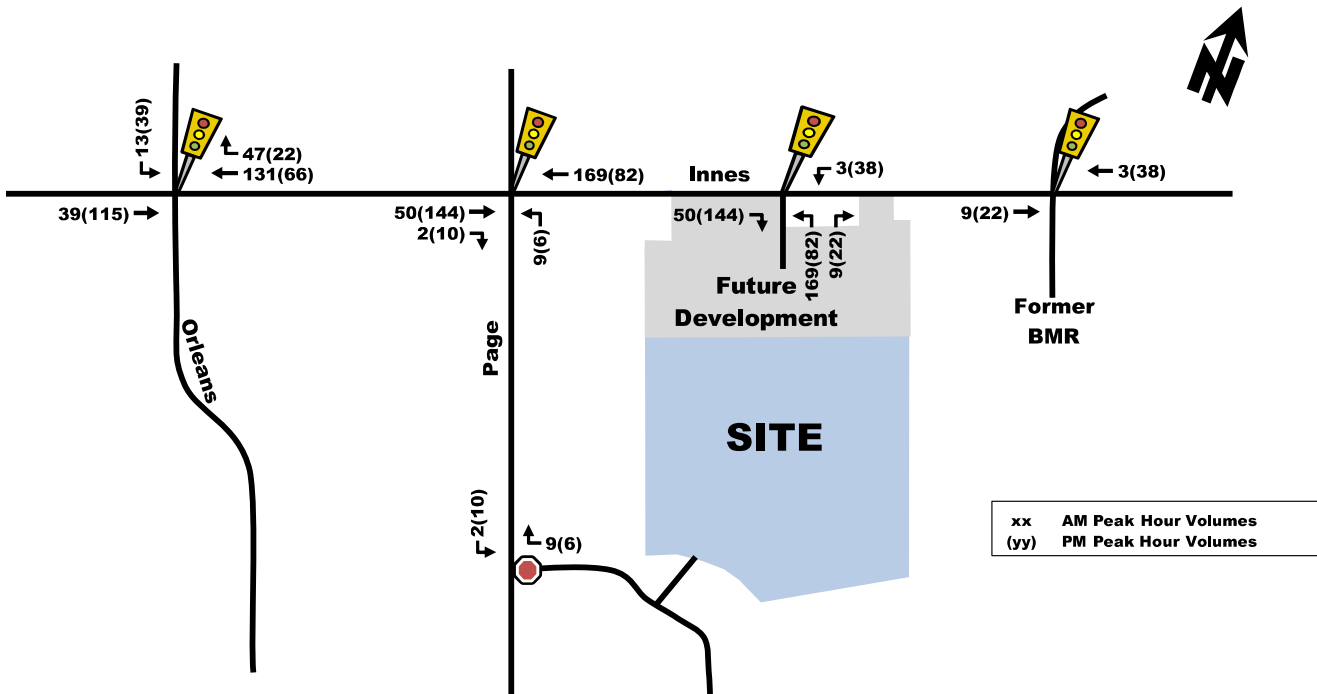 13(39)
47(22)
131(66)
39(115)
169(82)
50(144)
2(10)
9(6)
Innes
3(38)
50(144)
169(82)
9(22)
3(38)
9(22)
Future
Development
Former
BMR
Orleans
Page
SITE
2(10)
9(6)
xx AM Peak Hour Volumes
(yy) PM Peak Hour Volumes
N